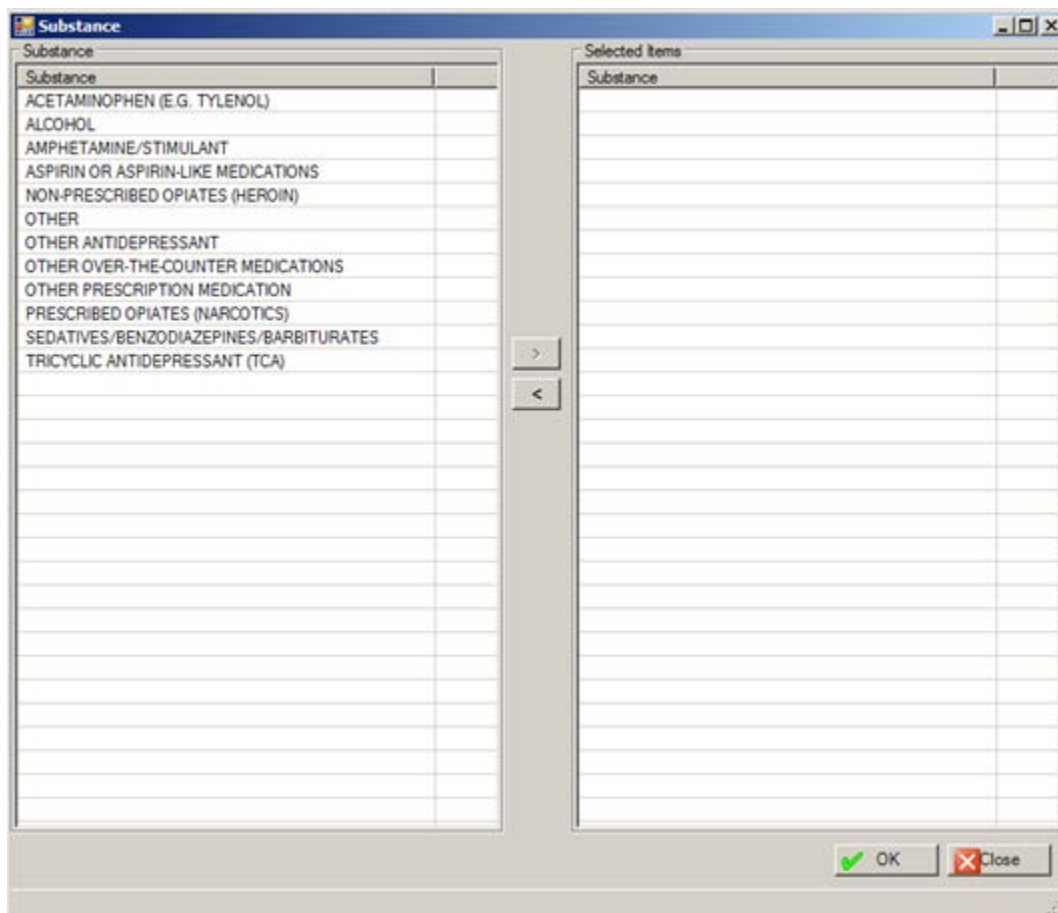 Substance
Substance
Substance
ACETAMINOPHEN (E.G. TYLENOL)
ALCOHOL
AMPHETAMINE/STIMULANT
ASPIRIN OR ASPIRIN-LIKE MEDICATIONS
NON-PRESCRIBED OPIATES (HEROIN)
OTHER
OTHER ANTIDEPRESSANT
OTHER OVER-THE-COUNTER MEDICATIONS
OTHER PRESCRIPTION MEDICATION
PRESCRIBED OPIATES (NARCOTICS)
SEDATIVES/BENZODIAZEPINES/BARBITURATES
TRICYCLIC ANTIDEPRESSANT (TCA)
>
<
Selected Items
Substance
OK
Close